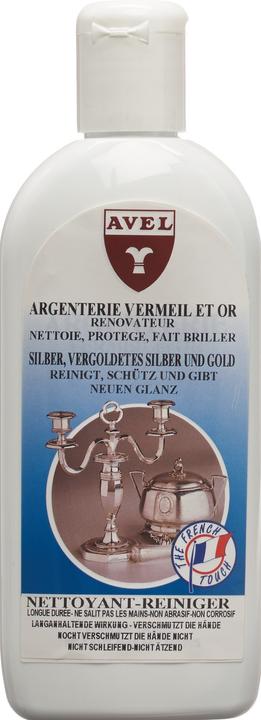 AVEL
ARGENTERIE VERMEIL ET OR
RENOVATEUR
NETTOIE, PROTEGE, FAIT BRILLER
SILBER, VERGOLDETES SILBER UND GOLD
REINIGT, SCHÜTZ UND GIBT
NEUEN GLANZ
THE FRENCH
TOUCH
NETTOYANT-REINIGER
LONGUE DUREE- NE SALIT PAS LES MAINS-NON ABRASIF-NON CORROSIF
LANGANHALTENDE WIRKUNG - VERSCHMUTZT DIE HÄNDE
NOCHT VERSCHMUTZT DIE HÄNDE NICHT
NICHT SCHLEIFEND-NICHT ÄTZEND